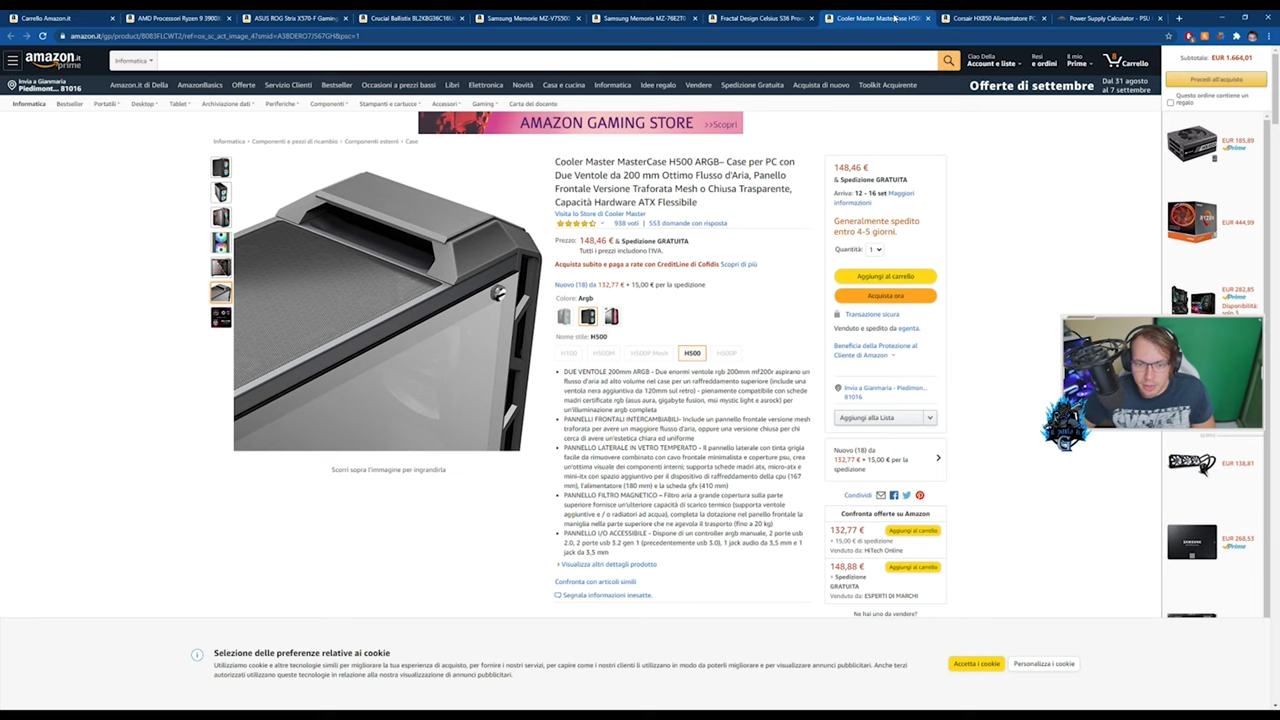 Carrello Amazon.it
AMD Processori Ryzen 9 3900X
ASUS ROG Strix X570-F Gaming
Crucial Ballistix BL2K8G36C16U
Samsung Memorie MZ-V7S500
Samsung Memorie MZ-76E2T0
Fractal Design Celsius S36 Proc
Cooler Master MasterCase H500
Corsair HX850 Alimentatore PC
Power Supply Calculator - PSU
amazon.it/gp/product/B083FLCWT2/ref=ox_sc_act_image_4?smid=A38DERO7JS67GH&psc=1
amazon.it
prime
Informatica
Ciao Della
Account e liste
Resi
e ordini
Il mio
Prime
8
Carrello
Subtotale: EUR 1.664,01
Procedi all'acquisto
Questo ordine contiene un
regalo
Invia a Gianmaria
Piedimont... 81016
Amazon.it di Della
AmazonBasics
Offerte
Servizio Clienti
Bestseller
Occasioni a prezzi bassi
Libri
Elettronica
Novità
Casa e cucina
Informatica
Idee regalo
Vendere
Spedizione Gratuita
Acquista di nuovo
Toolkit Acquirente
Offerte di settembre
Dal 31 agosto
al 7 settembre
Informatica
Bestseller
Portatili
Desktop
Tablet
Archiviazione dati
Periferiche
Componenti
Stampanti e cartucce
Accessori
Gaming
Carta del docente
AMAZON GAMING STORE >>Scopri
Informatica › Componenti e pezzi di ricambio › Componenti esterni › Case
Cooler Master MasterCase H500 ARGB– Case per PC con
Due Ventole da 200 mm Ottimo Flusso d'Aria, Panello
Frontale Versione Traforata Mesh o Chiusa Trasparente,
Capacità Hardware ATX Flessibile
Visita lo Store di Cooler Master
938 voti | 553 domande con risposta
Prezzo: 148,46 € & Spedizione GRATUITA
Tutti i prezzi includono l'IVA.
Acquista subito e paga a rate con CreditLine di Cofidis Scopri di più
Nuovo (18) da 132,77 € + 15,00 € per la spedizione
Colore: Argb
Nome stile: H500
H100
H500M
H500P Mesh
H500
H500P
• DUE VENTOLE 200mm ARGB - Due enormi ventole rgb 200mm mf200r aspirano un
flusso d'aria ad alto volume nel case per un raffreddamento superiore (include una
ventola nera aggiuntiva da 120mm sul retro) - pienamente compatibile con schede
madri certificate rgb (asus aura, gigabyte fusion, msi mystic light e asrock) per
un'illuminazione argb completa
• PANNELLI FRONTALI INTERCAMBIABILI- Include un pannello frontale versione mesh
traforata per avere un maggiore flusso d'aria, oppure una versione chiusa per chi
cerca di avere un'estetica chiara ed uniforme
• PANNELLO LATERALE IN VETRO TEMPERATO - Il pannello laterale con tinta grigia
facile da rimuovere combinato con cavo frontale minimalista e coperture psu, crea
un'ottima visuale dei componenti interni; supporta schede madri atx, micro-atx e
mini-itx con spazio aggiuntivo per il dispositivo di raffreddamento della cpu (167
mm), l'alimentatore (180 mm) e la scheda gfx (410 mm)
• PANNELLO FILTRO MAGNETICO – Filtro aria a grande copertura sulla parte
superiore fornisce un'ulteriore capacità di scarico termico (supporta ventole
aggiuntive e / o radiatori ad acqua), completa la dotazione nel pannello frontale la
maniglia nella parte superiore che ne agevola il trasporto (fino a 20 kg)
• PANNELLO I/O ACCESSIBILE - Dispone di un controller argb manuale, 2 porte usb
2.0, 2 porte usb 3.2 gen 1 (precedentemente usb 3.0), 1 jack audio da 3,5 mm e 1
jack da 3,5 mm
› Visualizza altri dettagli prodotto
Confronta con articoli simili
Segnala informazioni inesatte.
Scorri sopra l'immagine per ingrandirla
148,46 €
& Spedizione GRATUITA
Arriva: 12 - 16 set Maggiori
informazioni
Generalmente spedito
entro 4-5 giorni.
Quantità: 1
Aggiungi al carrello
Acquista ora
Transazione sicura
Venduto e spedito da egenta.
Beneficia della Protezione al
Cliente di Amazon
Invia a Gianmaria - Piedimon...
81016
Aggiungi alla Lista
Nuovo (18) da
132,77 € + 15,00 € per la
spedizione
Condividi
Confronta offerte su Amazon
132,77 €
Aggiungi al carrello
+ 15,00 € di spedizione
Venduto da: HiTech Online
148,88 €
Aggiungi al carrello
+ Spedizione
GRATUITA
Venduto da: ESPERTI DI MARCHI
Ne hai uno da vendere?
EUR 185,89
Prime
EUR 444,99
RYZEN
EUR 282,85
Prime
Disponibilità:
solo 3
EUR 138,81
EUR 268,53
Prime
SAMSUNG
Selezione delle preferenze relative ai cookie
Utilizziamo cookie e altre tecnologie simili per migliorare la tua esperienza di acquisto, per fornire i nostri servizi, per capire come i nostri clienti li utilizzano in modo da poterli migliorare e per visualizzare annunci pubblicitari. Anche terzi
autorizzati utilizzano queste tecnologie in relazione alla nostra visualizzazione di annunci pubblicitari.
Accetta i cookie
Personalizza i cookie